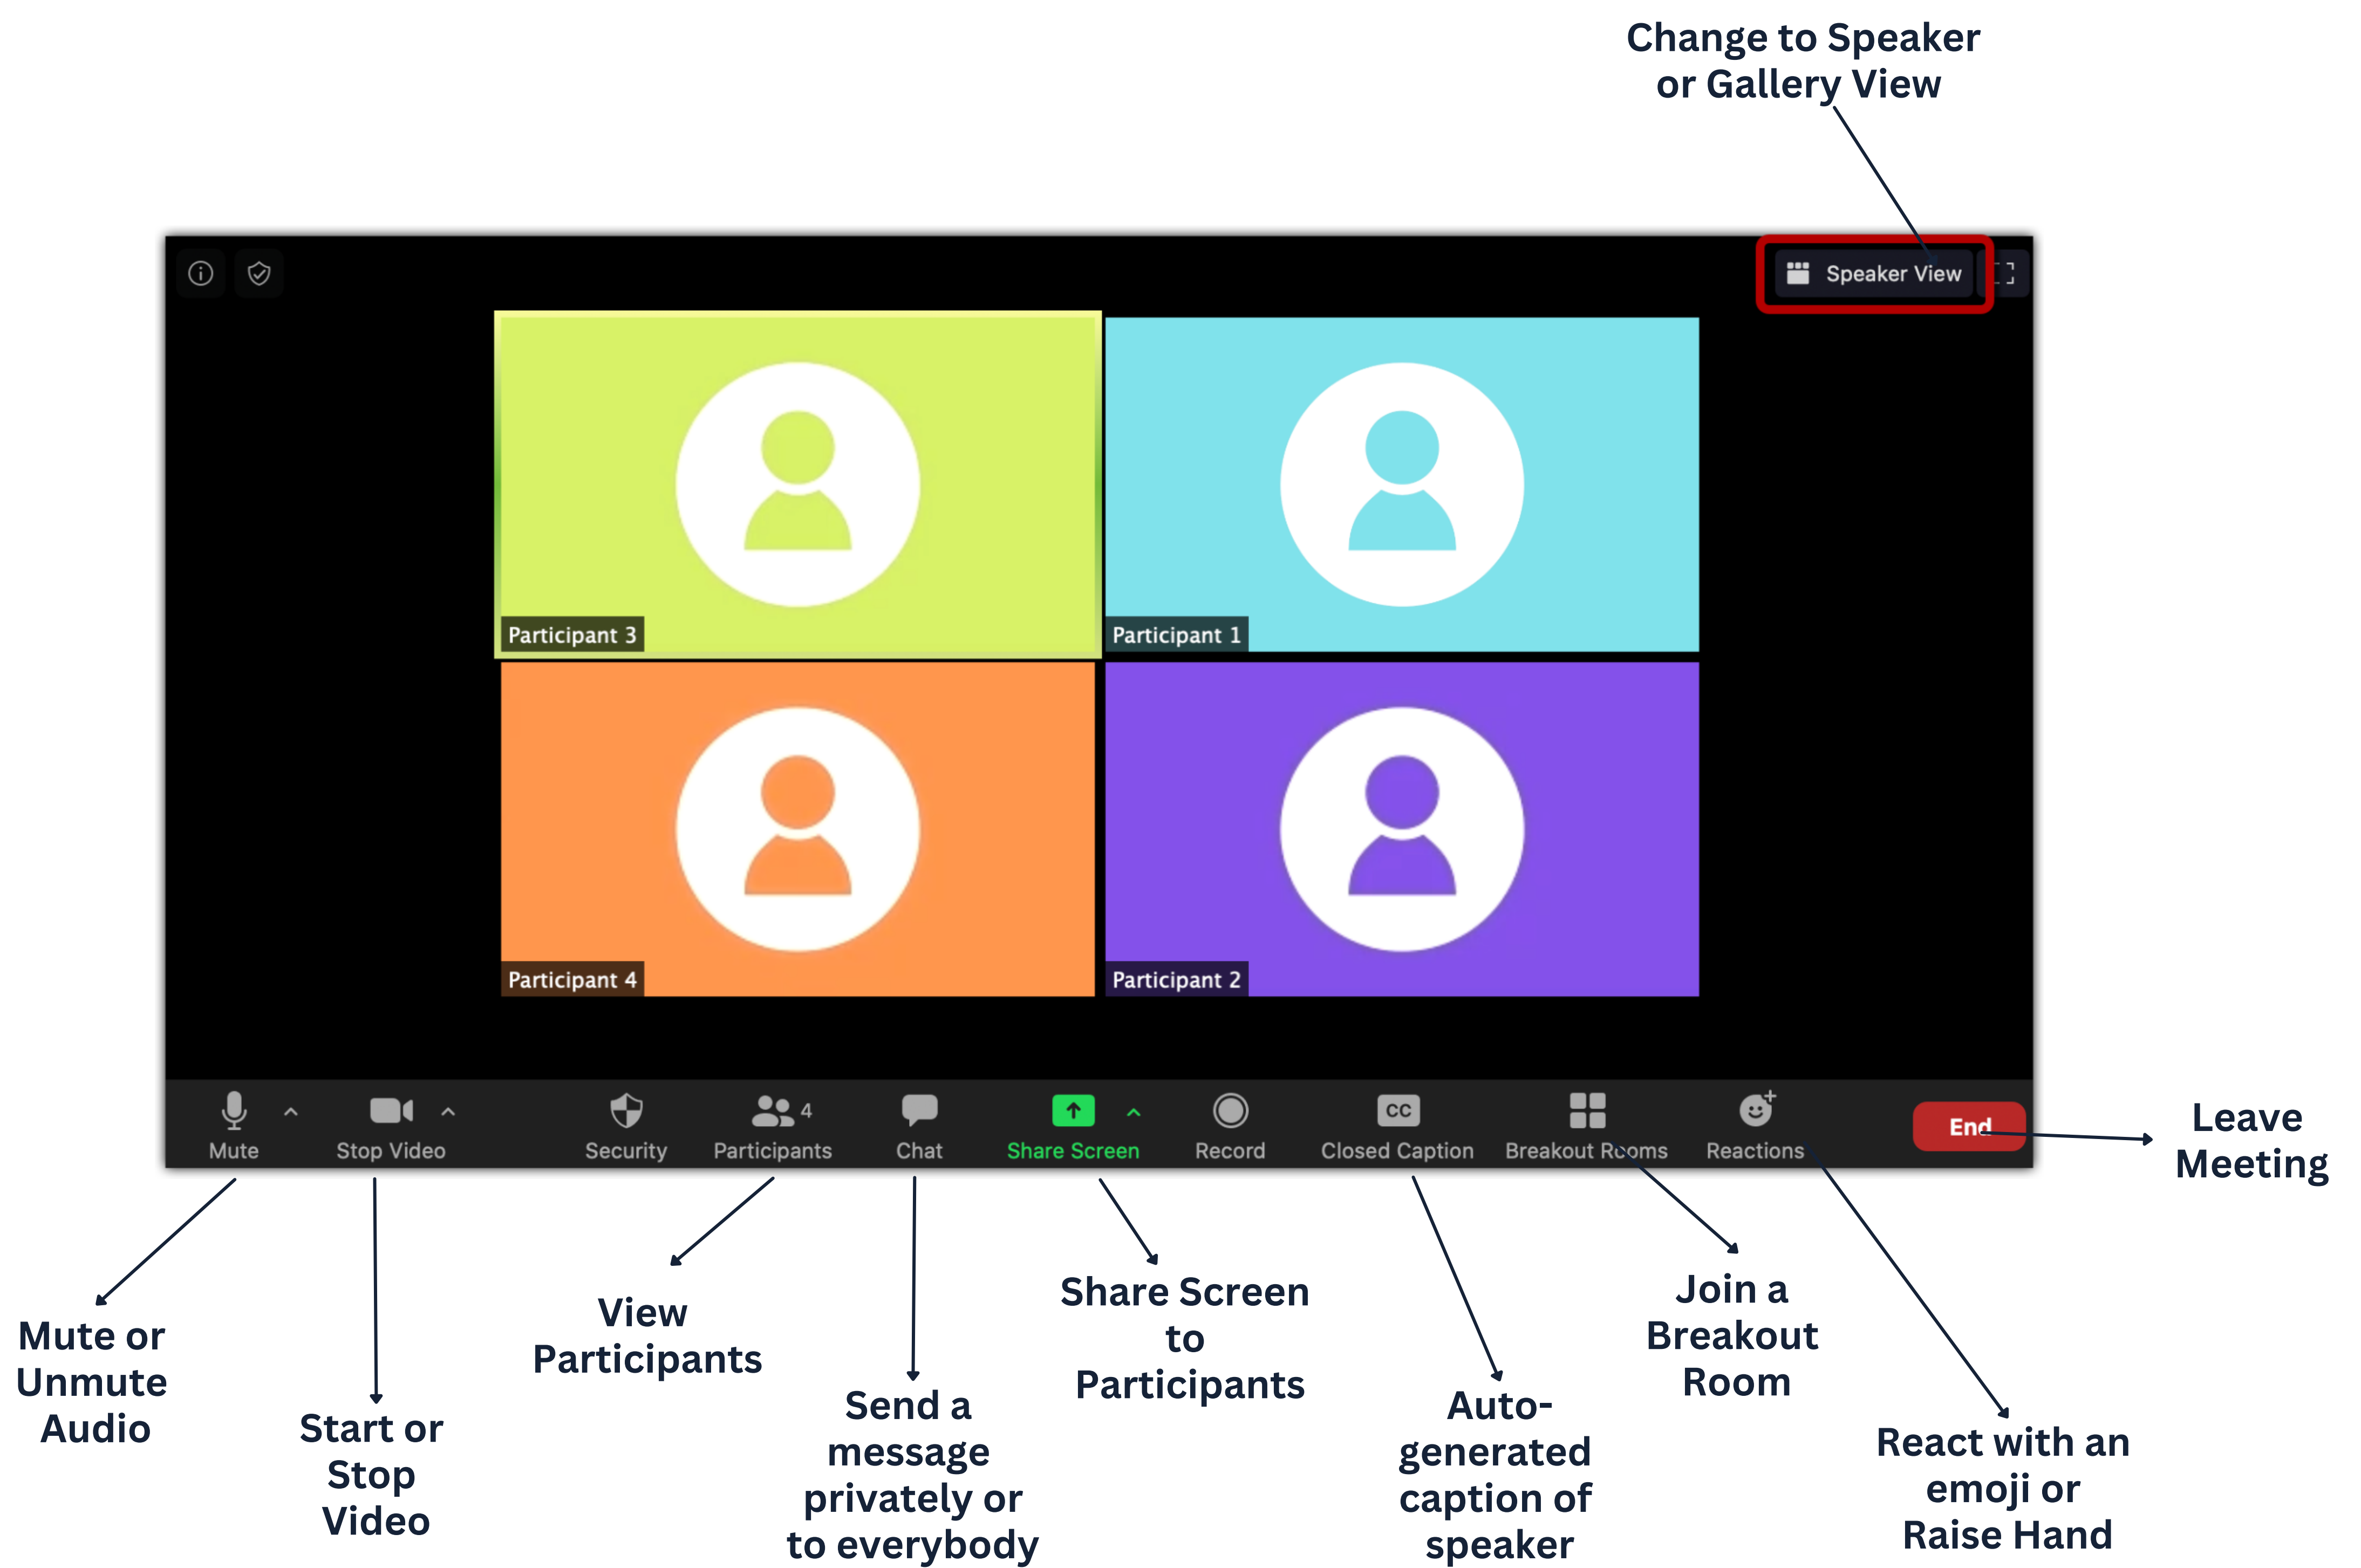 Change to Speaker
or Gallery View
Speaker View
Participant 3
Participant 1
Participant 4
Participant 2
4
CC
Mute
Stop Video
Security
Participants
Chat
Share Screen
Record
Closed Caption
Breakout Rooms
Reactions
End
Leave
Meeting
Mute or
Unmute
Audio
Start or
Stop
Video
View
Participants
Send a
message
privately or
to everybody
Share Screen
to
Participants
Auto-
generated
caption of
speaker
Join a
Breakout
Room
React with an
emoji or
Raise Hand